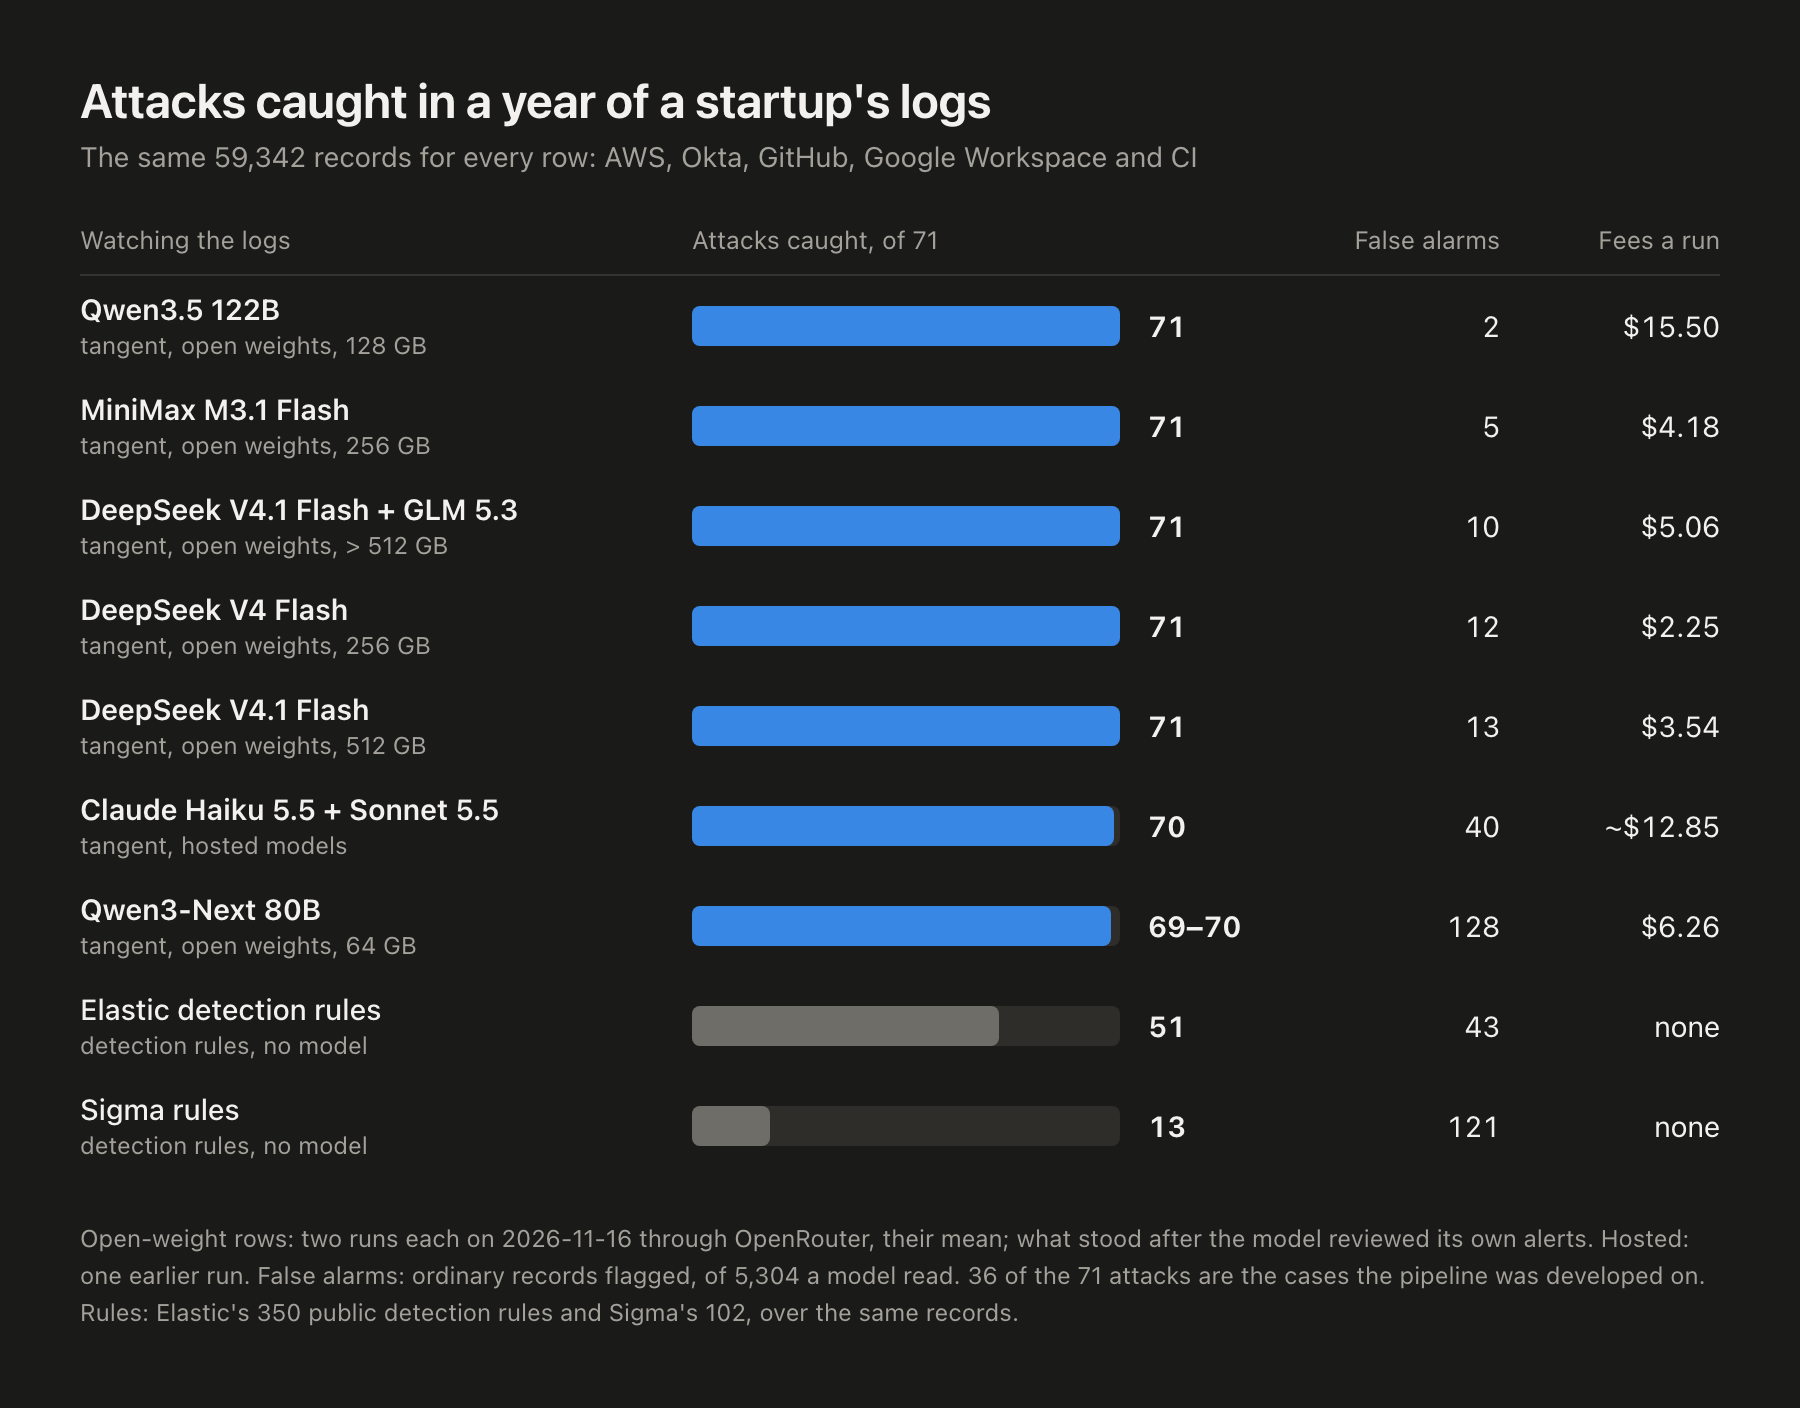 Attacks caught in a year of a startup's logs
The same 59,342 records for every row: AWS, Okta, GitHub, Google Workspace and CI
Watching the logs Attacks caught, of 71 False alarms Fees a run
Qwen3.5 122B
tangent, open weights, 128 GB
71 2 $15.50
MiniMax M3.1 Flash
tangent, open weights, 256 GB
71 5 $4.18
DeepSeek V4.1 Flash + GLM 5.3
tangent, open weights, > 512 GB
71 10 $5.06
DeepSeek V4 Flash
tangent, open weights, 256 GB
71 12 $2.25
DeepSeek V4.1 Flash
tangent, open weights, 512 GB
71 13 $3.54
Claude Haiku 5.5 + Sonnet 5.5
tangent, hosted models
70 40 ~$12.85
Qwen3-Next 80B
tangent, open weights, 64 GB
69–70 128 $6.26
Elastic detection rules
detection rules, no model
51 43 none
Sigma rules
detection rules, no model
13 121 none
Open-weight rows: two runs each on 2026-11-16 through OpenRouter, their mean; what stood after the model reviewed its own alerts. Hosted:
one earlier run. False alarms: ordinary records flagged, of 5,304 a model read. 36 of the 71 attacks are the cases the pipeline was developed on.
Rules: Elastic's 350 public detection rules and Sigma's 102, over the same records.